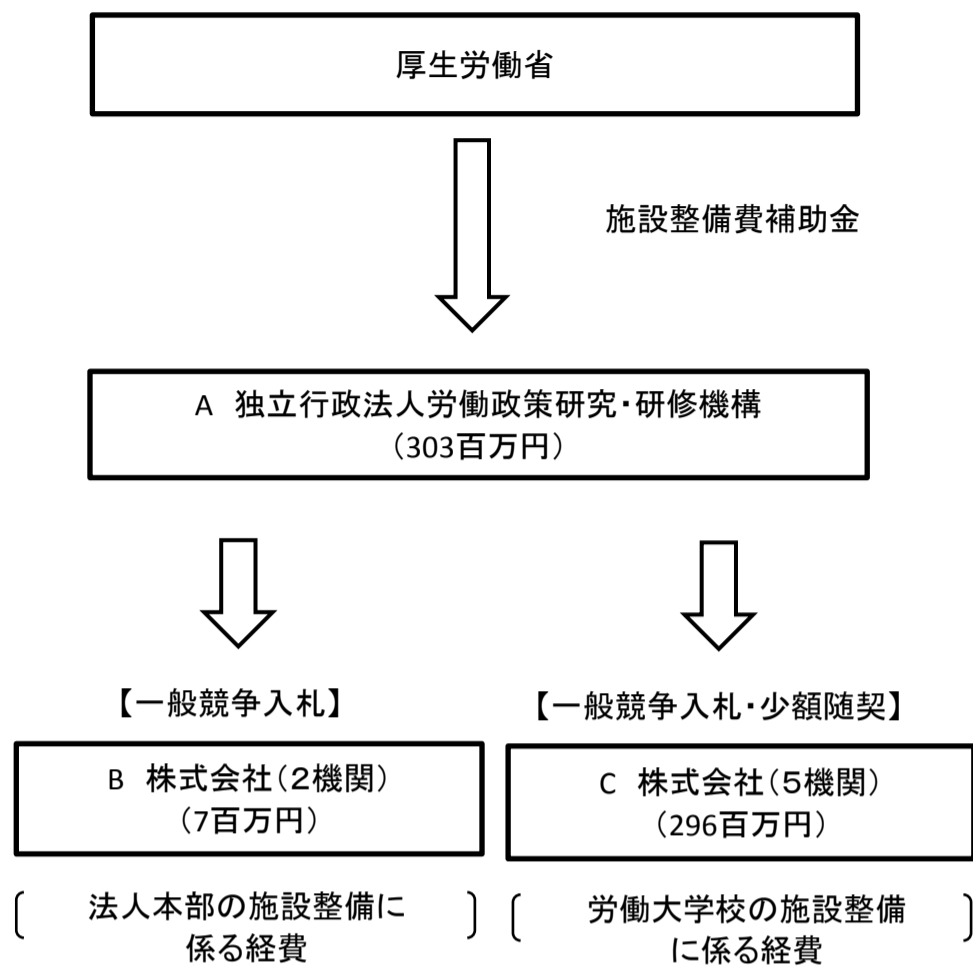 厚生労働省
施設整備費補助金
A 独立行政法人労働政策研究・研修機構
（303百万円）
【一般競争入札】
B 株式会社（２機関）
（7百万円）
法人本部の施設整備に
係る経費
【一般競争入札・少額随契】
C 株式会社（５機関）
（296百万円）
労働大学校の施設整備
に係る経費